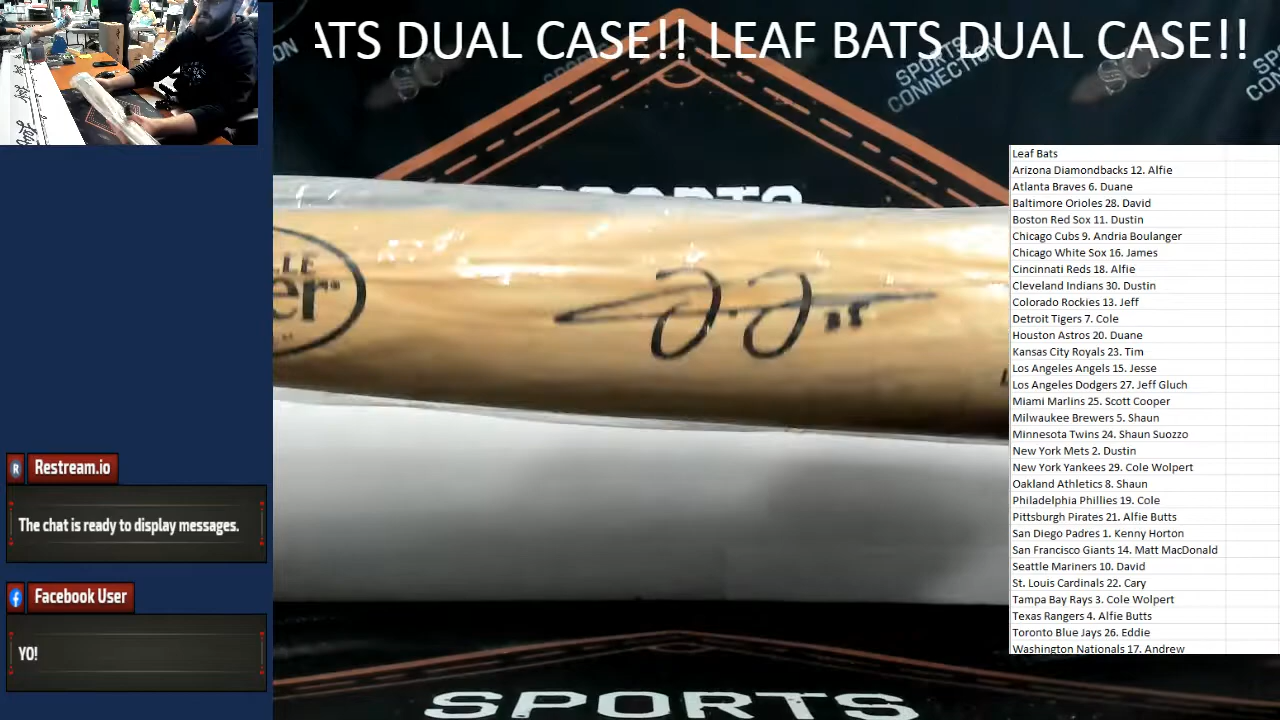 ATS DUAL CASE!! LEAF BATS DUAL CASE!!
SPORTS
CONNECTION
Leaf Bats
Arizona Diamondbacks 12. Alfie
Atlanta Braves 6. Duane
Baltimore Orioles 28. David
Boston Red Sox 11. Dustin
Chicago Cubs 9. Andria Boulanger
Chicago White Sox 16. James
Cincinnati Reds 18. Alfie
Cleveland Indians 30. Dustin
Colorado Rockies 13. Jeff
Detroit Tigers 7. Cole
Houston Astros 20. Duane
Kansas City Royals 23. Tim
Los Angeles Angels 15. Jesse
Los Angeles Dodgers 27. Jeff Gluch
Miami Marlins 25. Scott Cooper
Milwaukee Brewers 5. Shaun
Minnesota Twins 24. Shaun Suozzo
New York Mets 2. Dustin
New York Yankees 29. Cole Wolpert
Oakland Athletics 8. Shaun
Philadelphia Phillies 19. Cole
Pittsburgh Pirates 21. Alfie Butts
San Diego Padres 1. Kenny Horton
San Francisco Giants 14. Matt MacDonald
Seattle Mariners 10. David
St. Louis Cardinals 22. Cary
Tampa Bay Rays 3. Cole Wolpert
Texas Rangers 4. Alfie Butts
Toronto Blue Jays 26. Eddie
Washington Nationals 17. Andrew
Restream.io
The chat is ready to display messages.
Facebook User
YO!
SPORTS